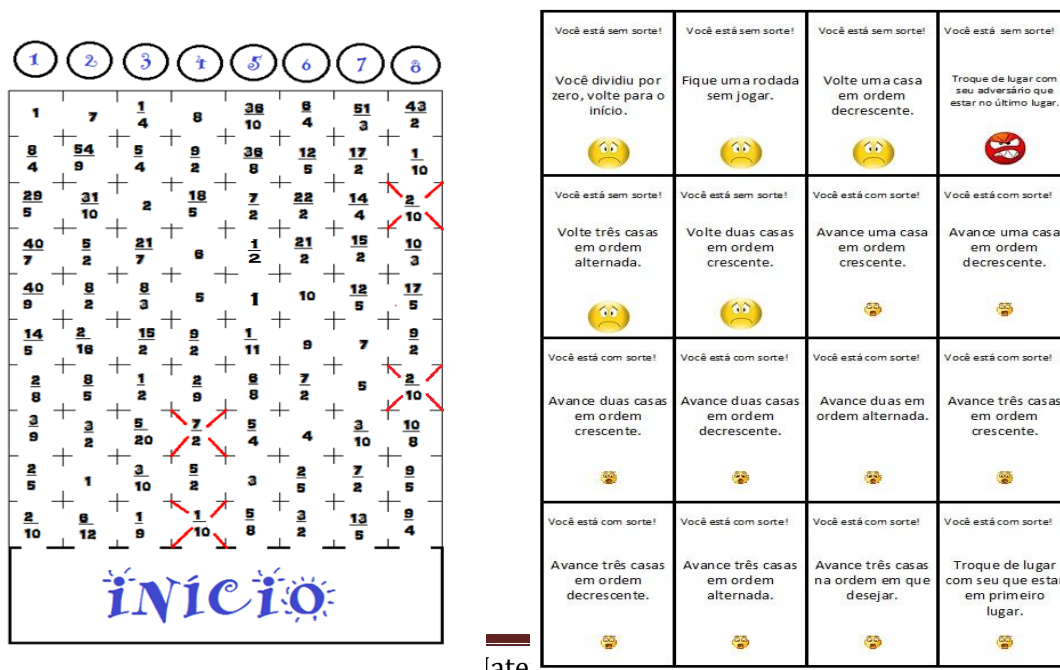 1 2 3 4 5 6 7 8
1 7 1/4 8 36/10 6/4 51/3 43/2
8/4 54/9 5/4 9/2 36/8 12/5 17/2 1/10
29/5 31/10 2 18/5 7/2 22/2 14/4 2/10
40/7 5/2 21/7 6 1/2 21/2 15/2 10/3
40/9 8/2 8/3 5 1 10 12/5 17/5
14/5 2/16 15/2 9/2 1/11 9 7 9/2
2/8 8/5 1/2 2/9 6/8 7/2 5 2/10
3/9 3/2 5/20 7/2 5/4 4 3/10 10/8
2/5 1 3/10 5/2 3 2/5 7/2 9/5
2/10 6/12 1/9 1/10 5/8 3/2 13/5 9/4
INÍCIO
Você está sem sorte!
Você dividiu por
zero, volte para o
início.
Você está sem sorte!
Fique uma rodada
sem jogar.
Você está sem sorte!
Volte uma casa
em ordem
decrescente.
Você está sem sorte!
Troque de lugar com
seu adversário que
estar no último lugar.
Você está sem sorte!
Volte três casas
em ordem
alternada.
Você está sem sorte!
Volte duas casas
em ordem
crescente.
Você está com sorte!
Avance uma casa
em ordem
crescente.
Você está com sorte!
Avance uma casa
em ordem
decrescente.
Você está com sorte!
Avance duas casas
em ordem
crescente.
Você está com sorte!
Avance duas casas
em ordem
decrescente.
Você está com sorte!
Avance duas em
ordem alternada.
Você está com sorte!
Avance três casas
em ordem
crescente.
Você está com sorte!
Avance três casas
em ordem
decrescente.
Você está com sorte!
Avance três casas
em ordem
alternada.
Você está com sorte!
Avance três casas
na ordem em que
desejar.
Você está com sorte!
Troque de lugar
com seu que estar
em primeiro
lugar.